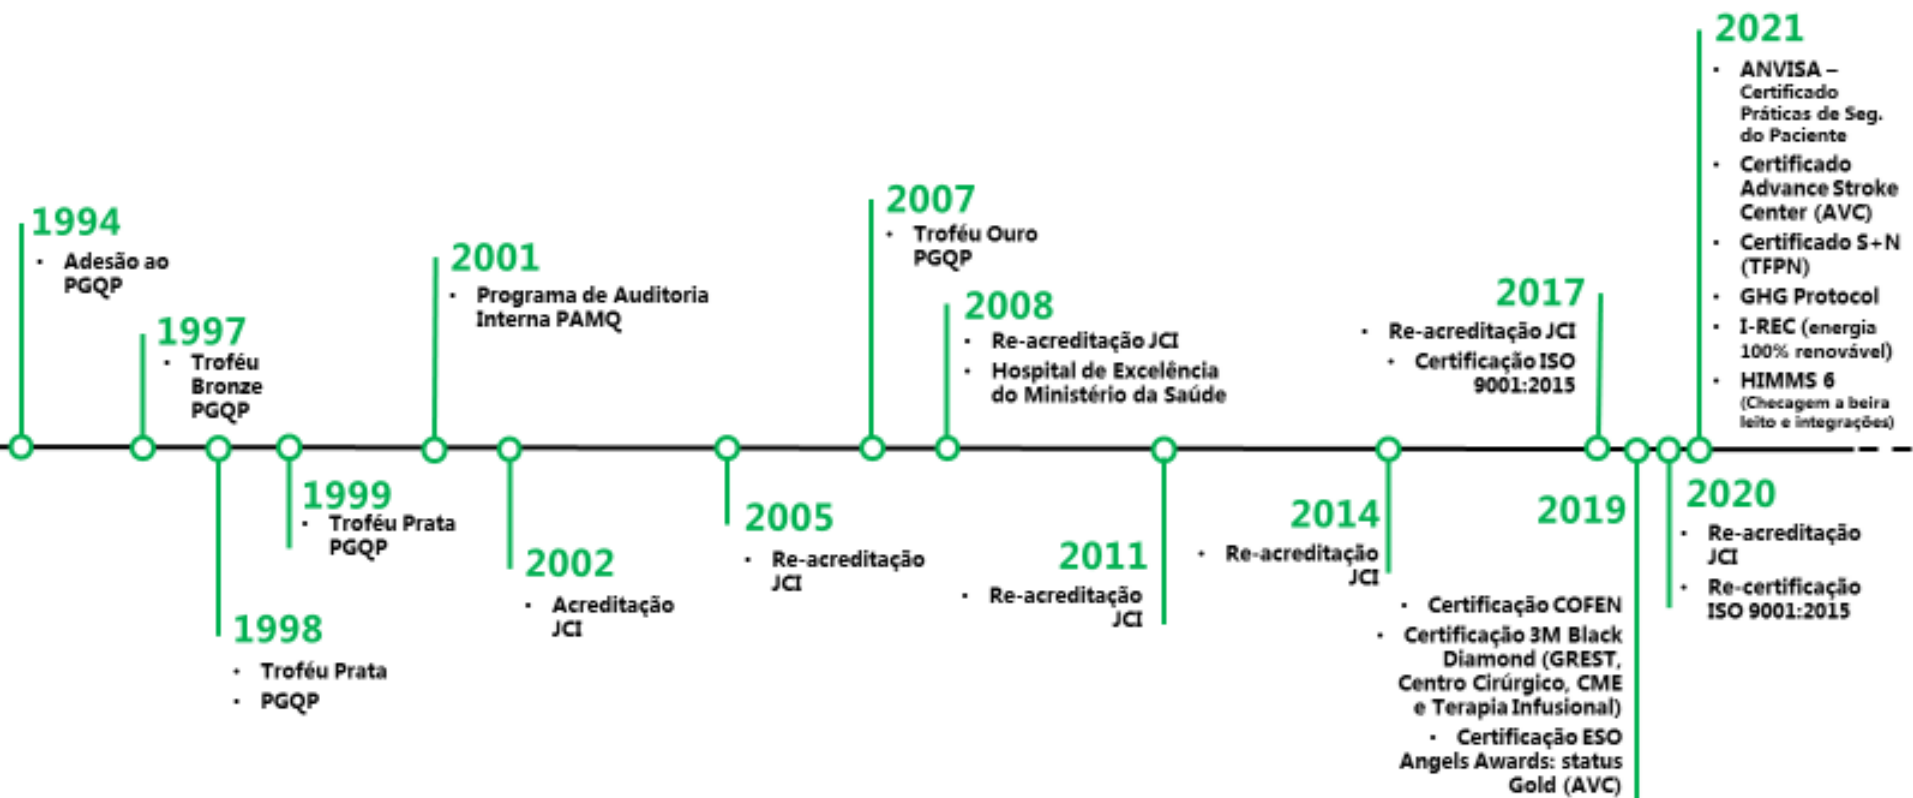 1994
• Adesão ao
PGQP
1997
• Troféu
Bronze
PGQP
1998
• Troféu Prata
• PGQP
1999
• Troféu Prata
PGQP
2001
• Programa de Auditoria
Interna PAMQ
2002
• Acreditação
JCI
2005
• Re-acreditação
JCI
2007
• Troféu Ouro
PGQP
2008
• Re-acreditação JCI
• Hospital de Excelência
do Ministério da Saúde
2011
• Re-acreditação
JCI
2014
• Re-acreditação
JCI
2017
• Re-acreditação JCI
• Certificação ISO
9001:2015
2019
• Certificação COFEN
• Certificação 3M Black
Diamond (GREST,
Centro Cirúrgico, CME
e Terapia Infusional)
• Certificação ESO
Angels Awards: status
Gold (AVC)
2020
• Re-acreditação
JCI
• Re-certificação
ISO 9001:2015
2021
• ANVISA –
Certificado
Práticas de Seg.
do Paciente
• Certificado
Advance Stroke
Center (AVC)
• Certificado S+N
(TFPN)
• GHG Protocol
• I-REC (energia
100% renovável)
• HIMMS 6
(Checagem a beira
leito e integrações)